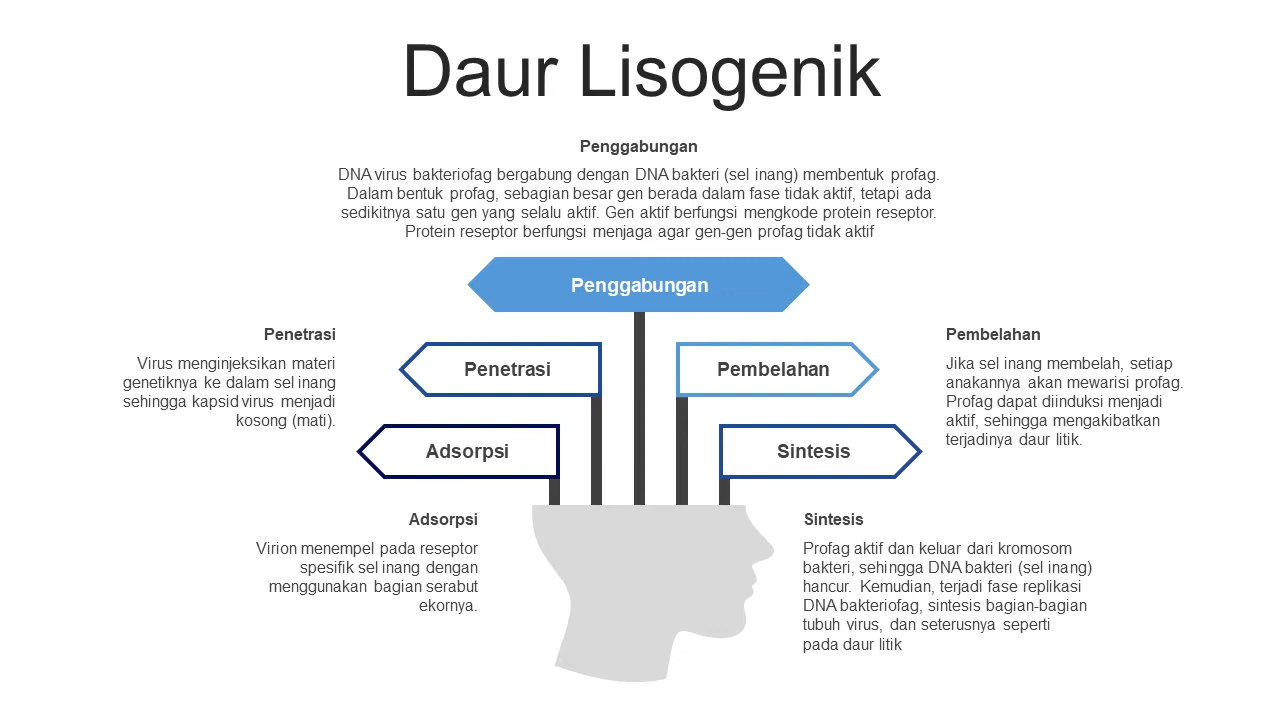 Daur Lisogenik
Penggabungan
DNA virus bakteriofag bergabung dengan DNA bakteri (sel inang) membentuk profag.
Dalam bentuk profag, sebagian besar gen berada dalam fase tidak aktif, tetapi ada
sedikitnya satu gen yang selalu aktif. Gen aktif berfungsi mengkode protein reseptor.
Protein reseptor berfungsi menjaga agar gen-gen profag tidak aktif
Penggabungan
Penetrasi
Virus menginjeksikan materi
genetiknya ke dalam sel inang
sehingga kapsid virus menjadi
kosong (mati).
Penetrasi
Pembelahan
Pembelahan
Jika sel inang membelah, setiap
anakannya akan mewarisi profag.
Profag dapat diinduksi menjadi
aktif, sehingga mengakibatkan
terjadinya daur litik.
Adsorpsi
Sintesis
Adsorpsi
Virion menempel pada reseptor
spesifik sel inang dengan
menggunakan bagian serabut
ekornya.
Sintesis
Profag aktif dan keluar dari kromosom
bakteri, sehingga DNA bakteri (sel inang)
hancur. Kemudian, terjadi fase replikasi
DNA bakteriofag, sintesis bagian-bagian
tubuh virus, dan seterusnya seperti
pada daur litik